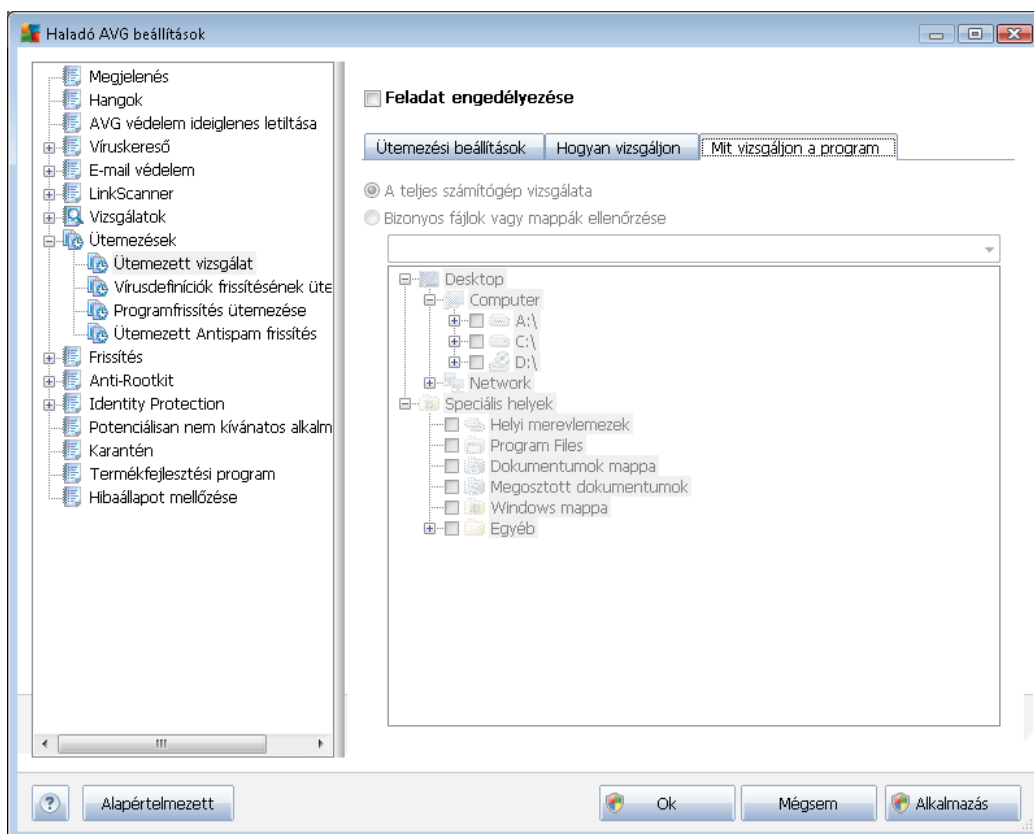 Haladó AVG beállítások
Megjelenés
Hangok
AVG védelem ideiglenes letiltása
Víruskereső
E-mail védelem
LinkScanner
Vizsgálatok
Ütemezések
Ütemezett vizsgálat
Vírusdefiníciók frissítésének üte
Programfrissítés ütemezése
Ütemezett Antispam frissítés
Frissítés
Anti-Rootkit
Identity Protection
Potenciálisan nem kívánatos alkalm
Karantén
Termékfejlesztési program
Hibaállapot mellőzése
Feladat engedélyezése
Ütemezési beállítások
Hogyan vizsgáljon
Mit vizsgáljon a program
A teljes számítógép vizsgálata
Bizonyos fájlok vagy mappák ellenőrzése
Desktop
Computer
A:\
C:\
D:\
Network
Speciális helyek
Helyi merevlemezek
Program Files
Dokumentumok mappa
Megosztott dokumentumok
Windows mappa
Egyéb
?
Alapértelmezett
Ok
Mégsem
Alkalmazás